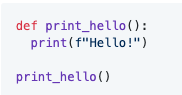 def print_hello():
  print(f"Hello!")

print_hello()